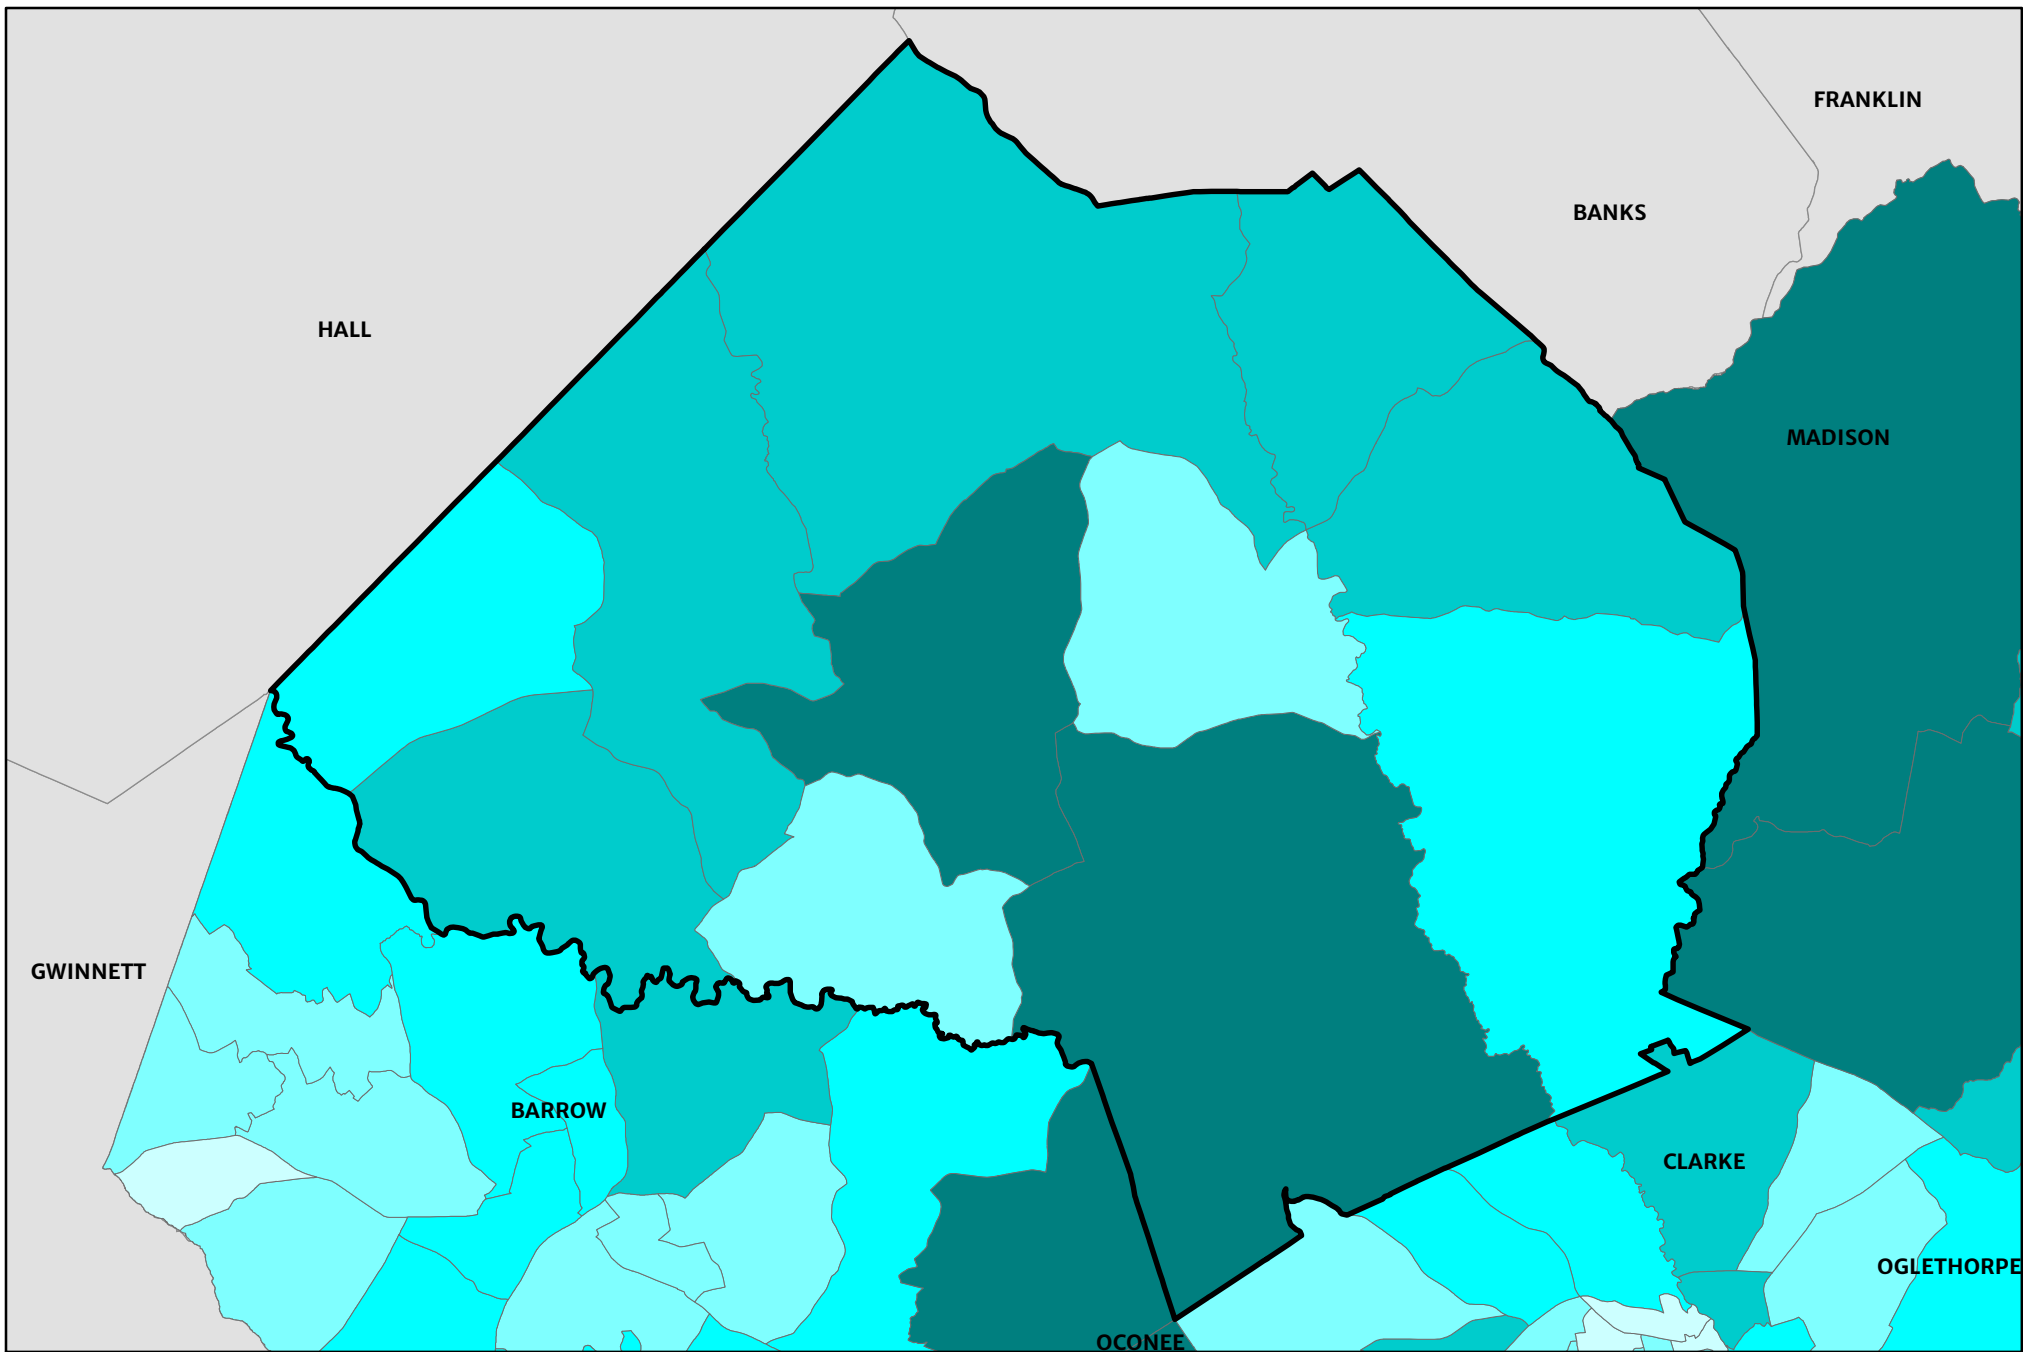 FRANKLIN
BANKS
HALL
MADISON
GWINNETT
BARROW
CLARKE
OGLETHORPE
OCONEE